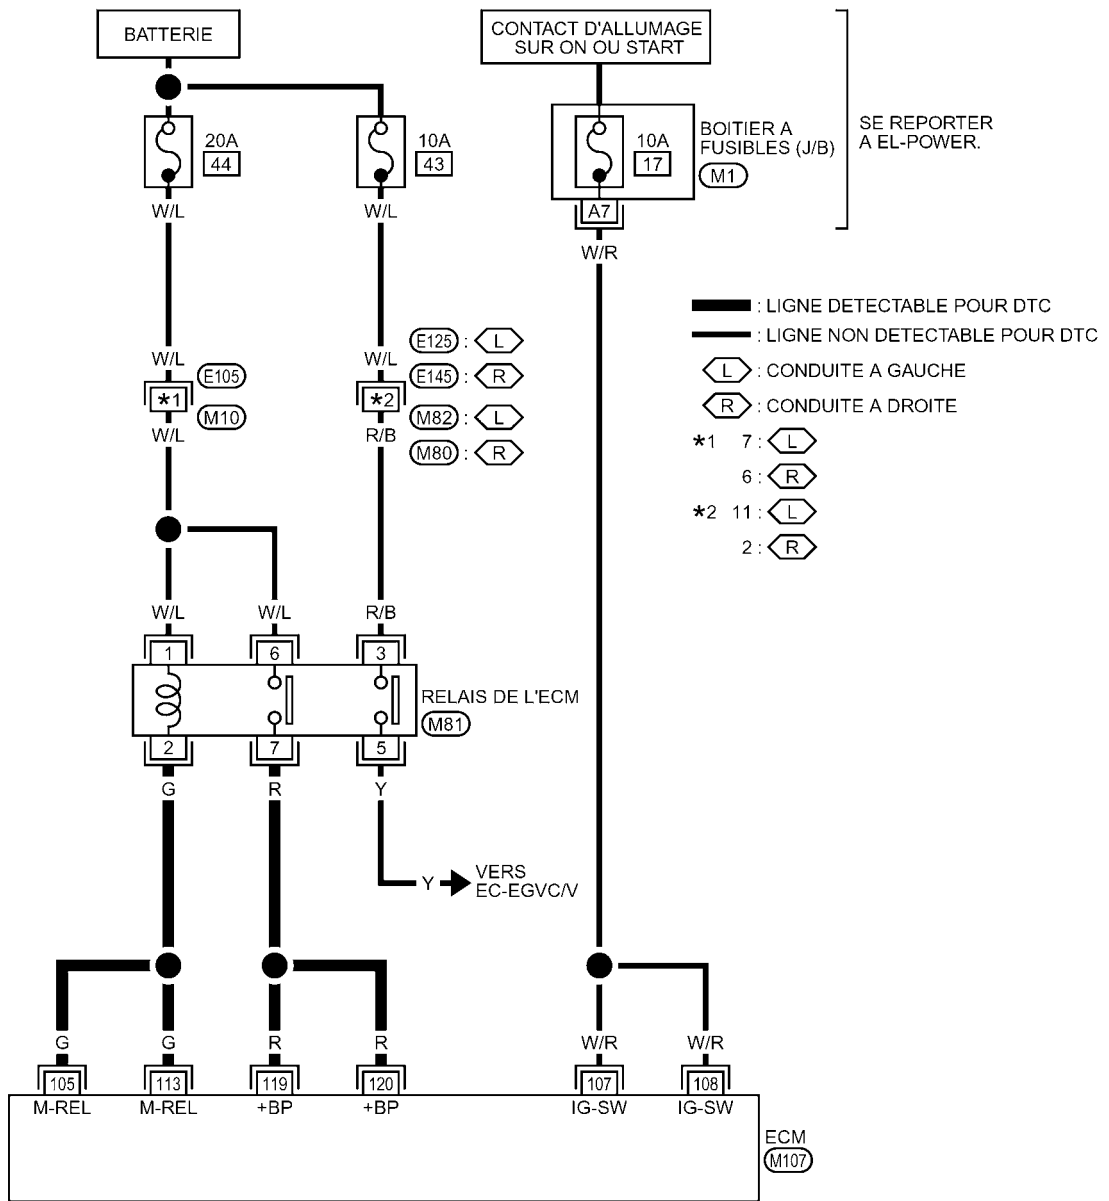 BATTERIE
CONTACT D'ALLUMAGE
SUR ON OU START
20A
44
10A
43
10A
17
BOITIER A
FUSIBLES (J/B)
M1
SE REPORTER
A EL-POWER.
A7
W/L
W/L
W/R
: LIGNE DETECTABLE POUR DTC
: LIGNE NON DETECTABLE POUR DTC
L : CONDUITE A GAUCHE
R : CONDUITE A DROITE
*1 7 : L
6 : R
*2 11 : L
2 : R
W/L
E105
*1
M10
W/L
W/L
*2
R/B
E125 : L
E145 : R
M82 : L
M80 : R
W/L
W/L
R/B
1
6
3
RELAIS DE L'ECM
M81
2
7
5
G
R
Y
Y
VERS
EC-EGVC/V
G
G
R
R
W/R
W/R
105
113
119
120
107
108
M-REL
M-REL
+BP
+BP
IG-SW
IG-SW
ECM
M107